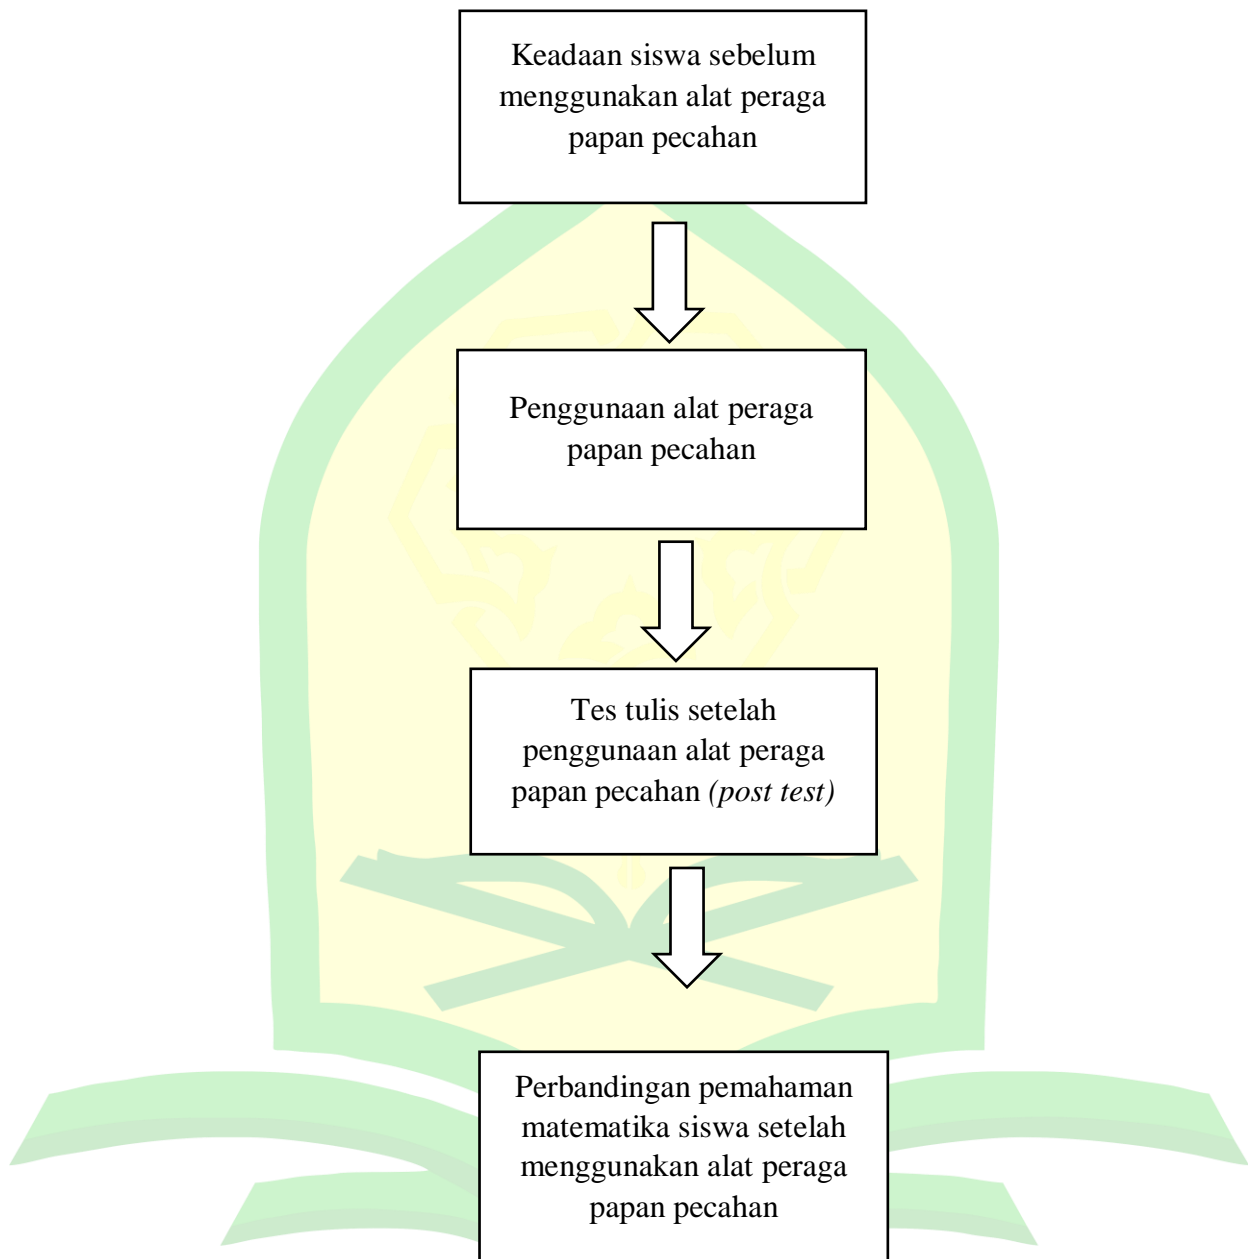 Keadaan siswa sebelum
menggunakan alat peraga
papan pecahan
Penggunaan alat peraga
papan pecahan
Tes tulis setelah
penggunaan alat peraga
papan pecahan (post test)
Perbandingan pemahaman
matematika siswa setelah
menggunakan alat peraga
papan pecahan